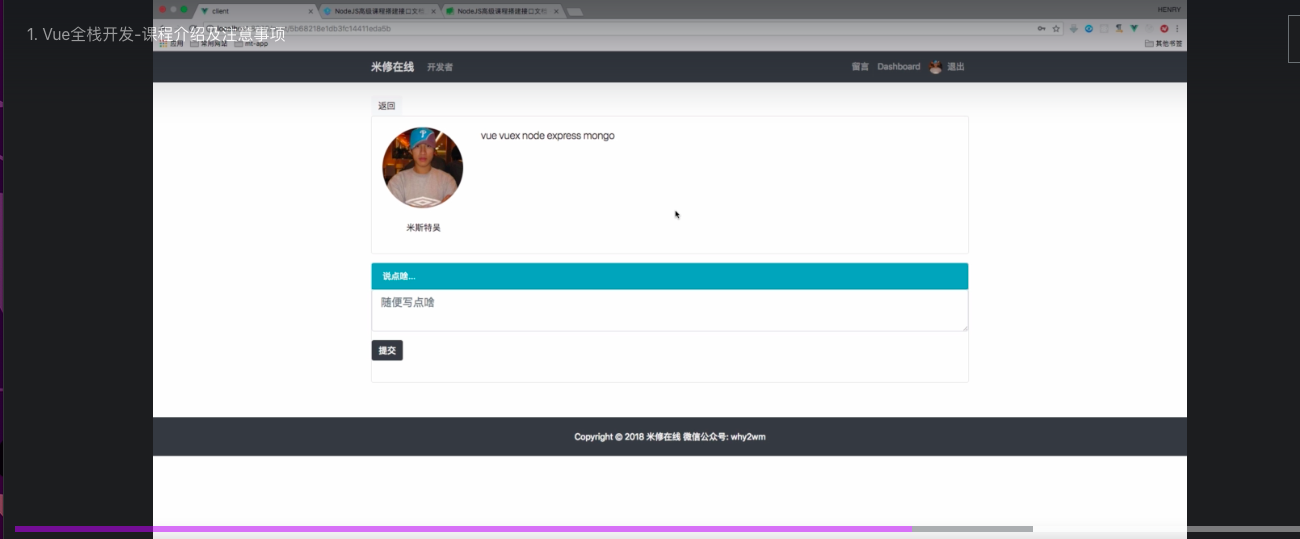 HENRY
client
NodeJS高级课程搭建接口文档
NodeJS高级课程搭建接口文档
1. Vue全栈开发-课程介绍及注意事项
应用 常用网站 mt-app 其他书签
米修在线 开发者 留言 Dashboard 退出
返回
vue vuex node express mongo
米斯特吴
说点啥...
随便写点啥
提交
Copyright © 2018 米修在线 微信公众号: why2wm